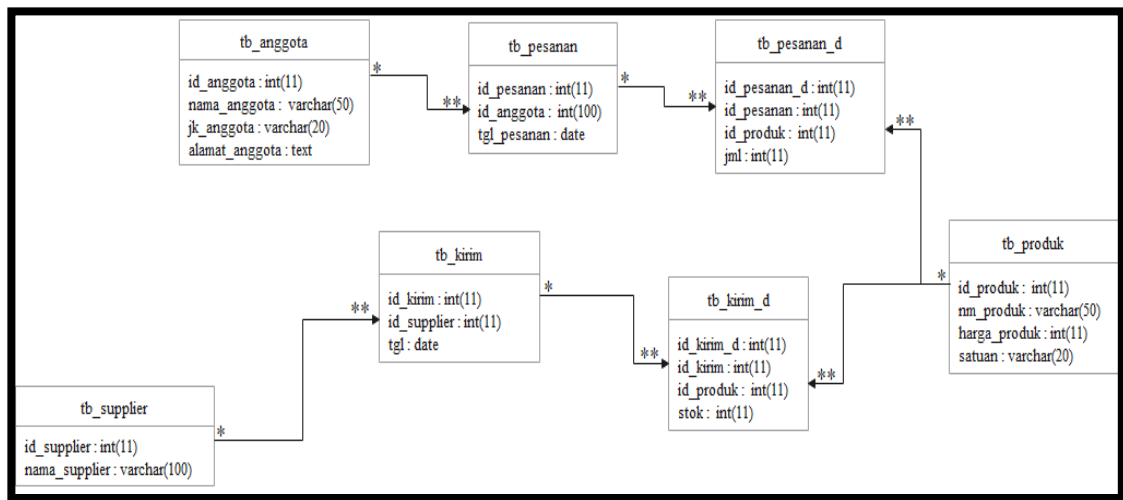 tb_anggota
id_anggota : int(11)
nama_anggota : varchar(50)
jk_anggota : varchar(20)
alamat_anggota : text
*
**
tb_pesanan
id_pesanan : int(11)
id_anggota : int(100)
tgl_pesanan : date
*
**
tb_pesanan_d
id_pesanan_d : int(11)
id_pesanan : int(11)
id_produk : int(11)
jml : int(11)
**
tb_produk
id_produk : int(11)
nm_produk : varchar(50)
harga_produk : int(11)
satuan : varchar(20)
*
tb_kirim
id_kirim : int(11)
id_supplier : int(11)
tgl : date
*
**
**
tb_kirim_d
id_kirim_d : int(11)
id_kirim : int(11)
id_produk : int(11)
stok : int(11)
**
tb_supplier
id_supplier : int(11)
nama_supplier : varchar(100)
*